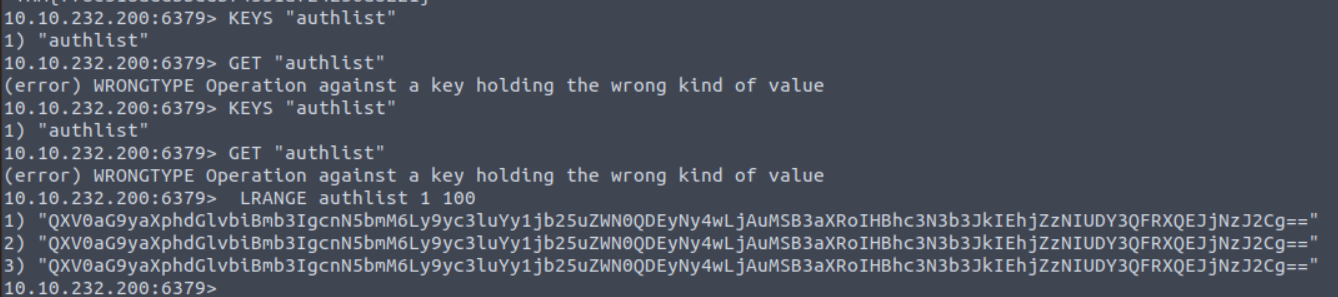 10.10.232.200:6379> KEYS "authlist"
1) "authlist"
10.10.232.200:6379> GET "authlist"
(error) WRONGTYPE Operation against a key holding the wrong kind of value
10.10.232.200:6379> KEYS "authlist"
1) "authlist"
10.10.232.200:6379> GET "authlist"
(error) WRONGTYPE Operation against a key holding the wrong kind of value
10.10.232.200:6379>  LRANGE authlist 1 100
1) "QXV0aG9yaXphdGlvbiBmb3IgcnN5bmM6Ly9yc3luYy1jb25uZWN0QDEyNy4wLjAuMSB3aXRoIHBhc3N3b3JkIEhjZzNIUDY3QFRXQEJjNzJ2Cg=="
2) "QXV0aG9yaXphdGlvbiBmb3IgcnN5bmM6Ly9yc3luYy1jb25uZWN0QDEyNy4wLjAuMSB3aXRoIHBhc3N3b3JkIEhjZzNIUDY3QFRXQEJjNzJ2Cg=="
3) "QXV0aG9yaXphdGlvbiBmb3IgcnN5bmM6Ly9yc3luYy1jb25uZWN0QDEyNy4wLjAuMSB3aXRoIHBhc3N3b3JkIEhjZzNIUDY3QFRXQEJjNzJ2Cg=="
10.10.232.200:6379>